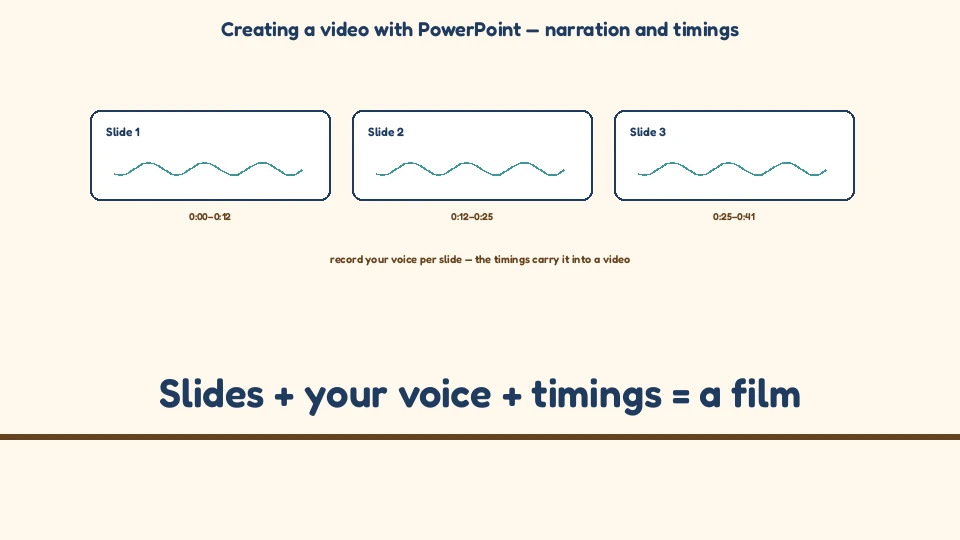 Creating a video with PowerPoint — narration and timings
Slide 1
Slide 2
Slide 3
0:00–0:12
0:12–0:25
0:25–0:41
record your voice per slide — the timings carry it into a video
Slides + your voice + timings = a film